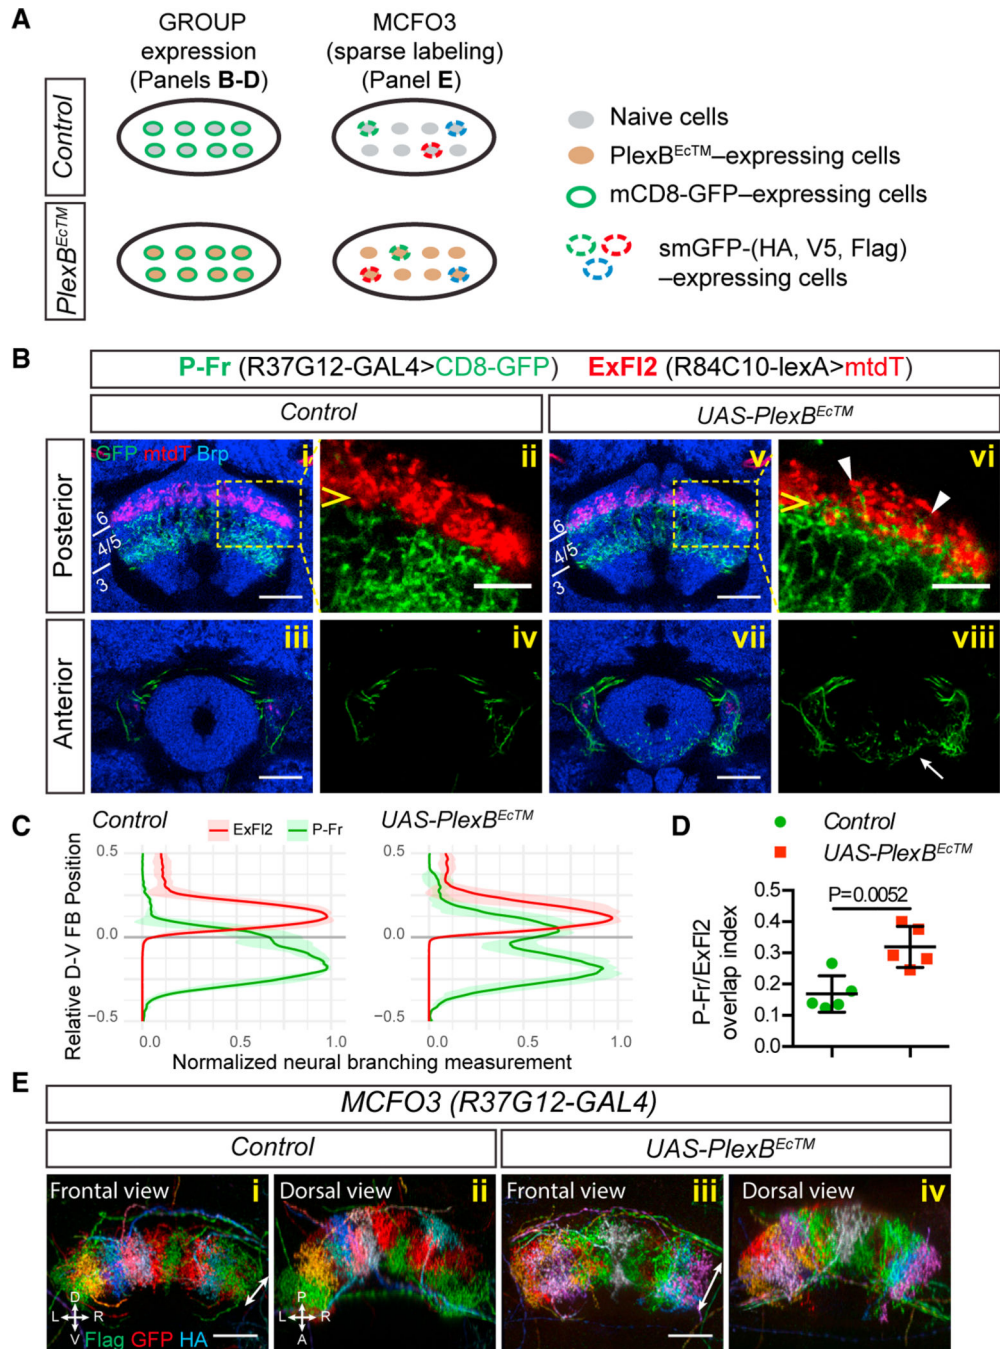 A
GROUP
expression
(Panels B-D)
MCFO3
(sparse labeling)
(Panel E)
Control
PlexB^EcTM
Naive cells
PlexB^EcTM–expressing cells
mCD8-GFP–expressing cells
smGFP-(HA, V5, Flag)
–expressing cells
B
P-Fr (R37G12-GAL4>CD8-GFP) ExFl2 (R84C10-lexA>mtdT)
Control
UAS-PlexB^EcTM
Posterior
GFP mtdT Brp
i
ii
v
vi
6
4/5
3
6
4/5
3
Anterior
iii
iv
vii
viii
C
Control
ExFl2
P-Fr
UAS-PlexB^EcTM
Relative D-V FB Position
0.5
0.0
−0.5
0.5
0.0
−0.5
0.0 0.5 1.0
0.0 0.5 1.0
Normalized neural branching measurement
D
Control
UAS-PlexB^EcTM
P=0.0052
P-Fr/ExFl2
overlap index
0.5
0.4
0.3
0.2
0.1
0.0
E
MCFO3 (R37G12-GAL4)
Control
UAS-PlexB^EcTM
Frontal view
i
Dorsal view
ii
Frontal view
iii
Dorsal view
iv
D
L R
V
P
L R
A
Flag GFP HA